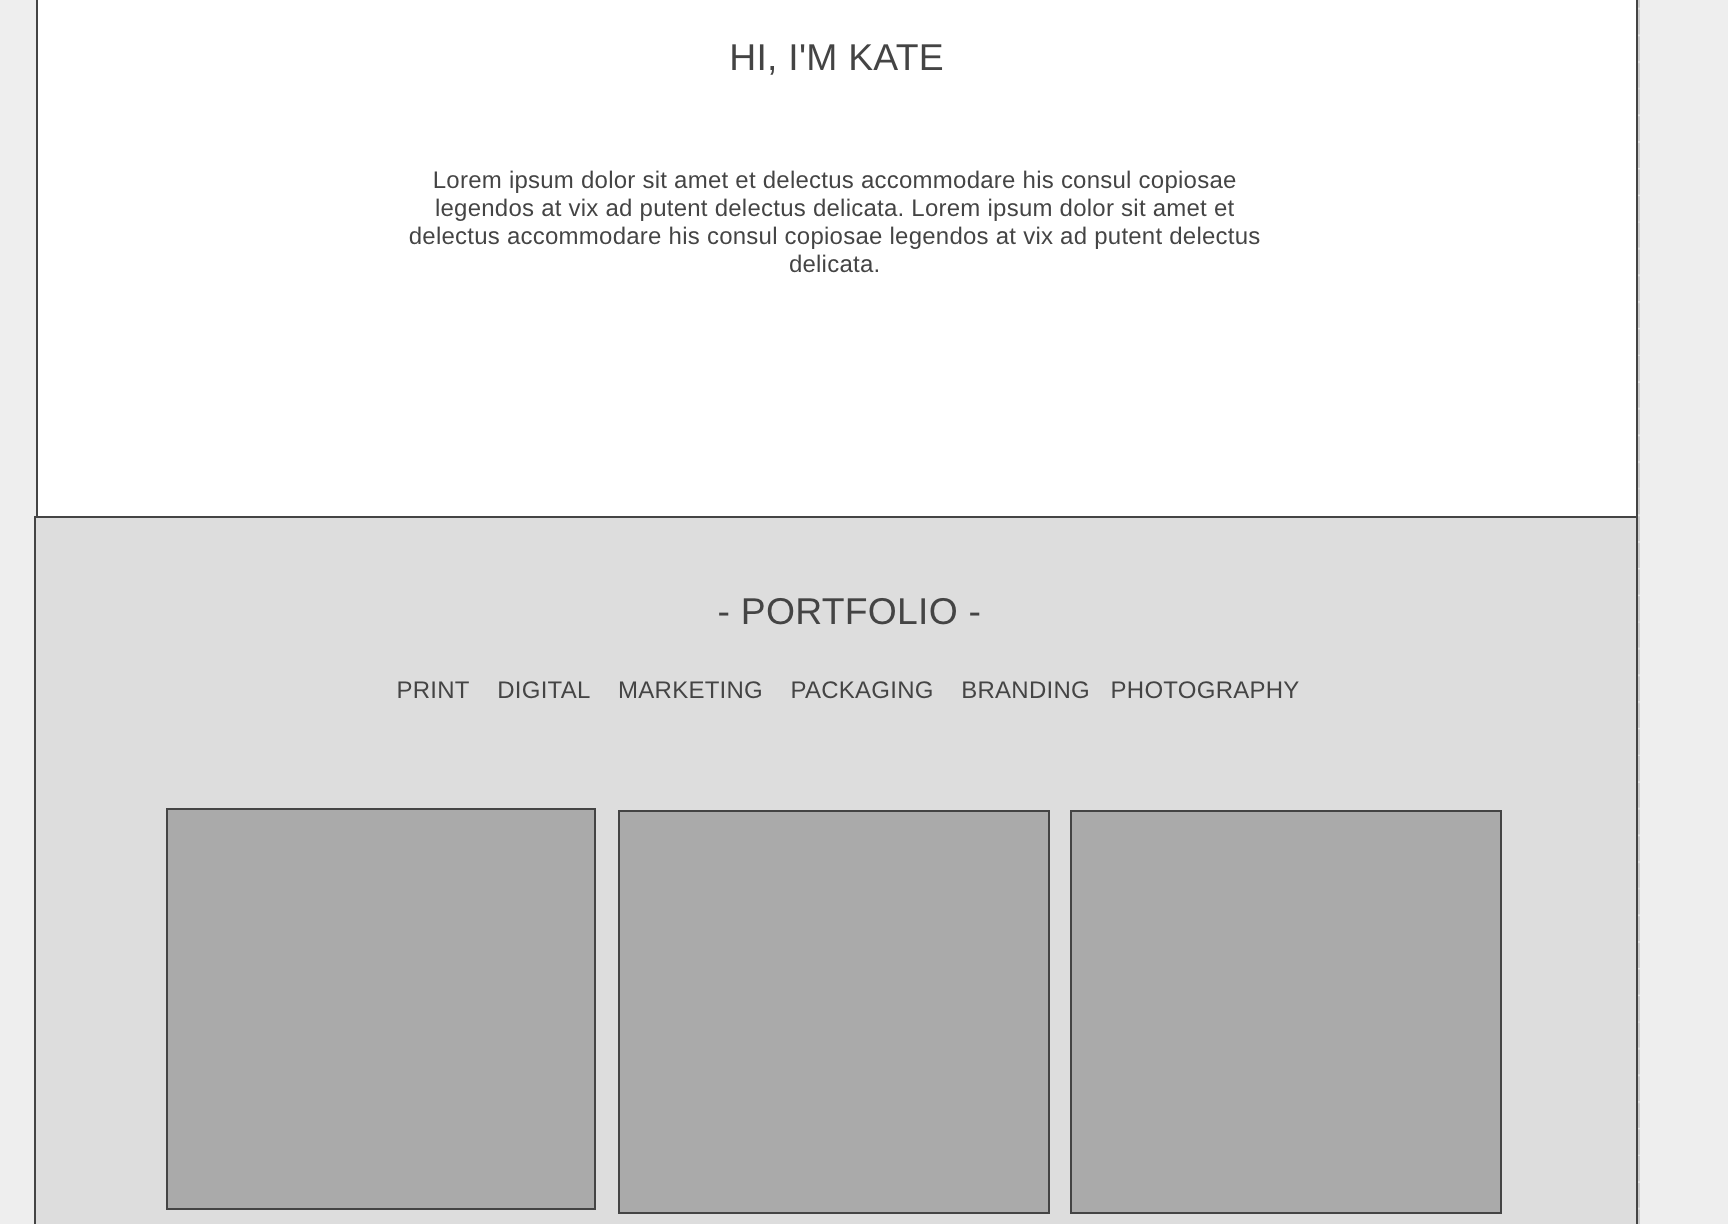 HI, I'M KATE
Lorem ipsum dolor sit amet et delectus accommodare his consul copiosae
legendos at vix ad putent delectus delicata. Lorem ipsum dolor sit amet et
delectus accommodare his consul copiosae legendos at vix ad putent delectus
delicata.
- PORTFOLIO -
PRINT DIGITAL MARKETING PACKAGING BRANDING PHOTOGRAPHY